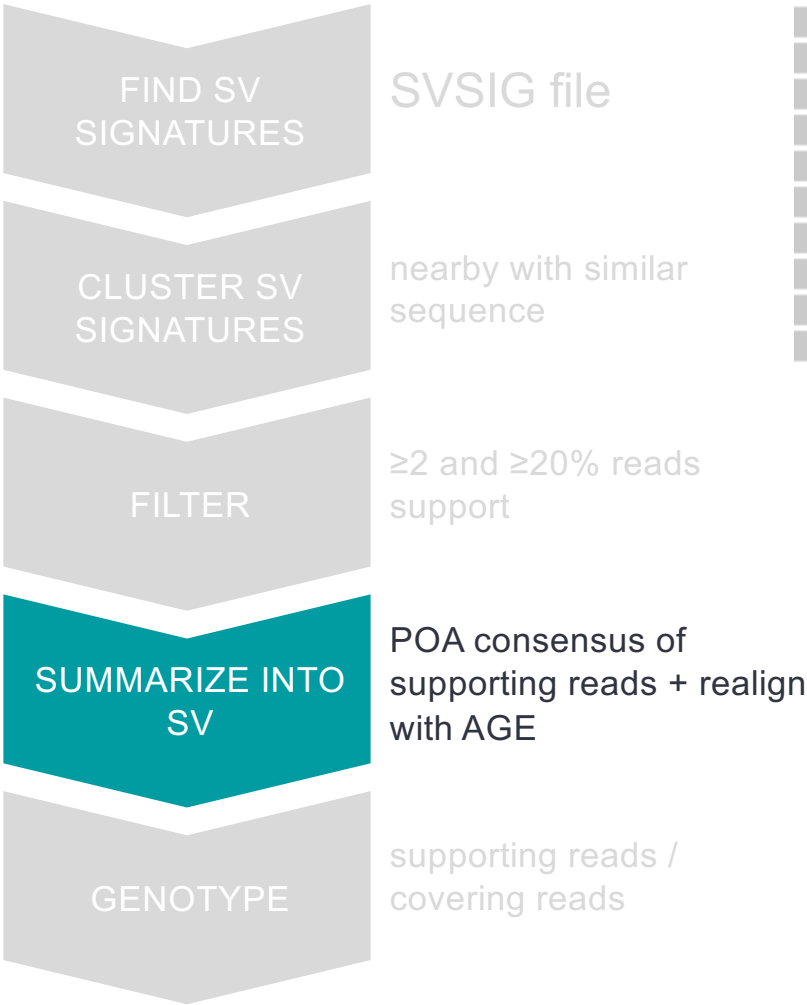 FIND SV
SIGNATURES
SVSIG file
CLUSTER SV
SIGNATURES
nearby with similar
sequence
FILTER
≥2 and ≥20% reads
support
SUMMARIZE INTO
SV
POA consensus of
supporting reads + realign
with AGE
GENOTYPE
supporting reads /
covering reads